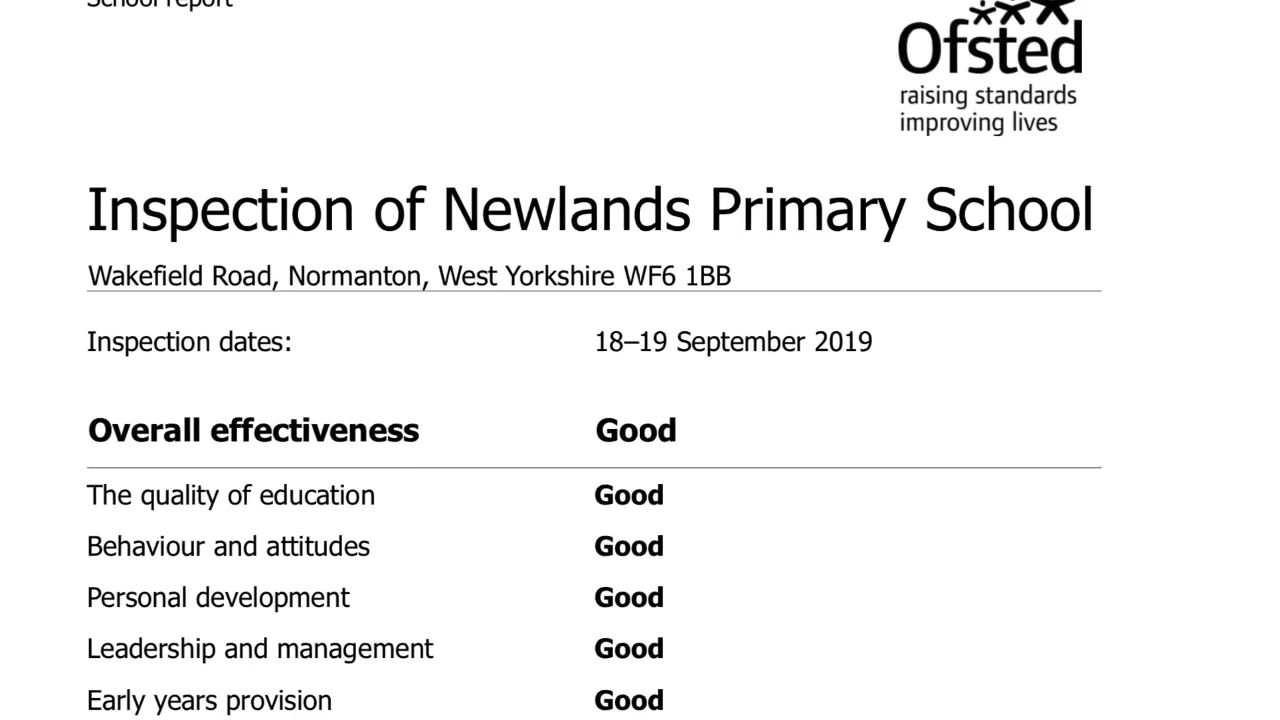 School report
Ofsted
raising standards
improving lives
Inspection of Newlands Primary School
Wakefield Road, Normanton, West Yorkshire WF6 1BB
Inspection dates: 18–19 September 2019
Overall effectiveness Good
The quality of education Good
Behaviour and attitudes Good
Personal development Good
Leadership and management Good
Early years provision Good